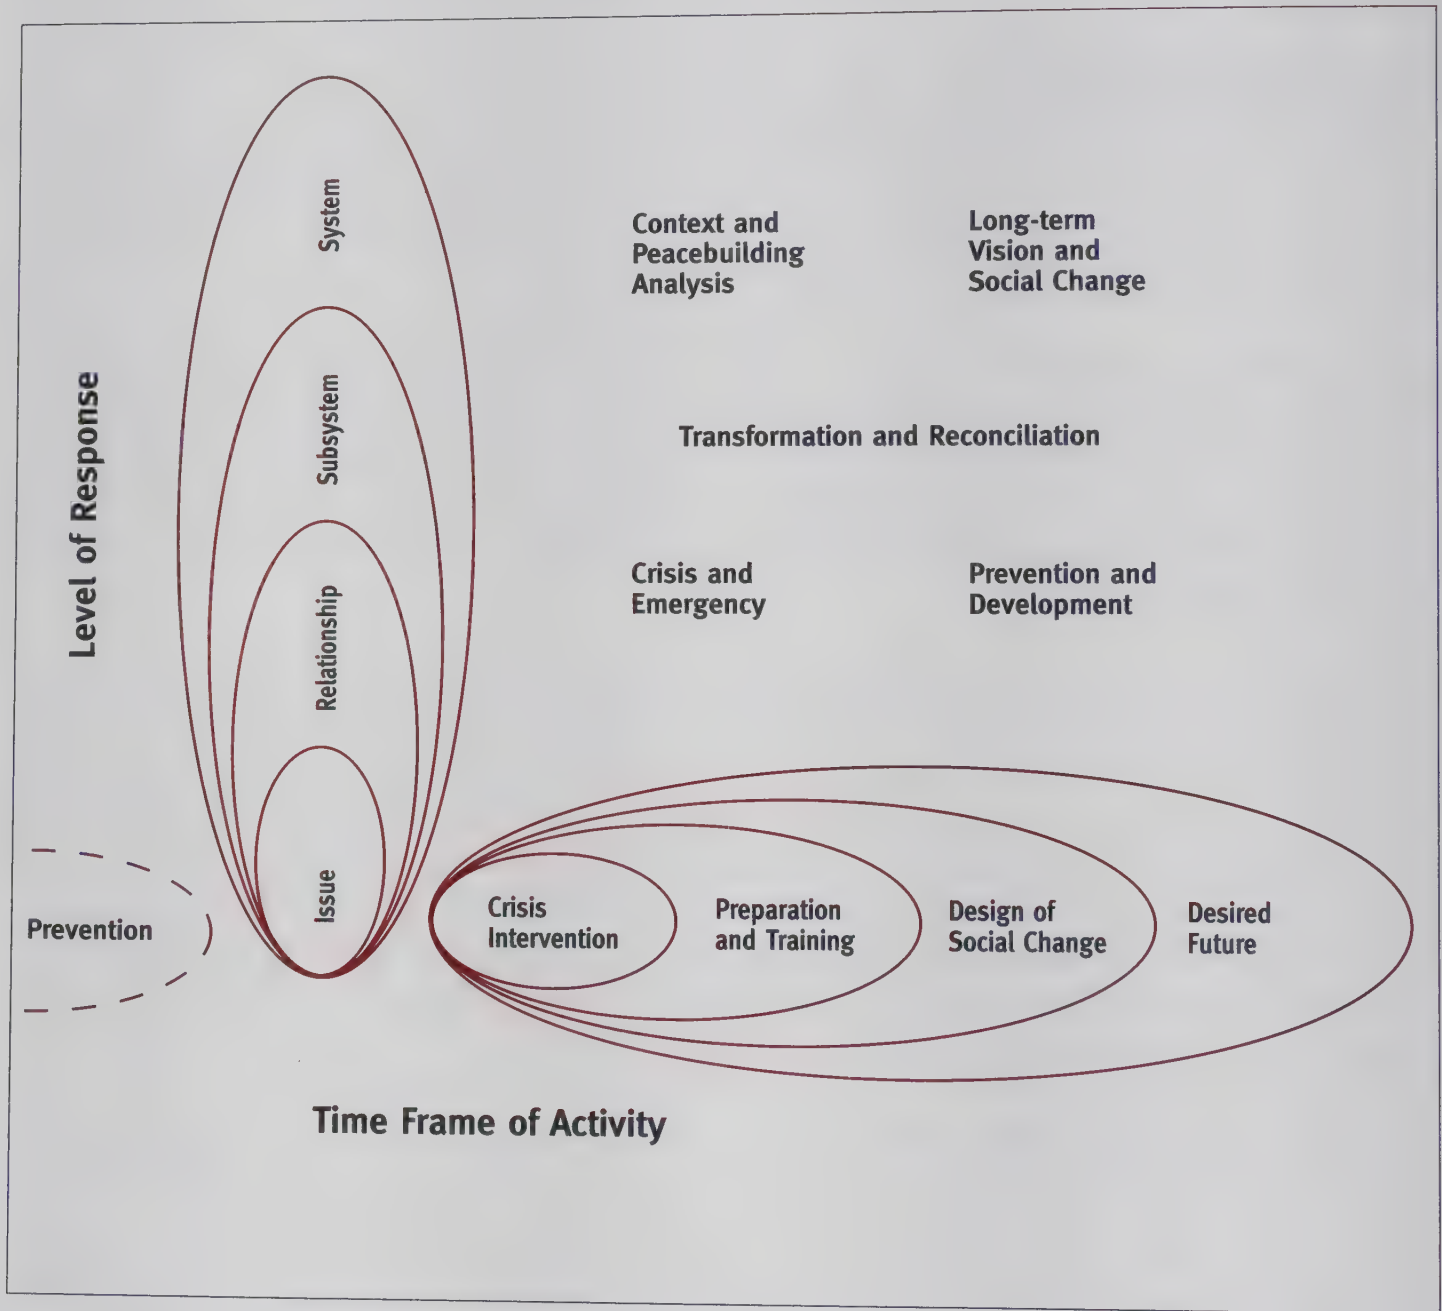 System
Subsystem
Relationship
Issue
Level of Response
Context and
Peacebuilding
Analysis
Long-term
Vision and
Social Change
Transformation and Reconciliation
Crisis and
Emergency
Prevention and
Development
Prevention
Crisis
Intervention
Preparation
and Training
Design of
Social Change
Desired
Future
Time Frame of Activity